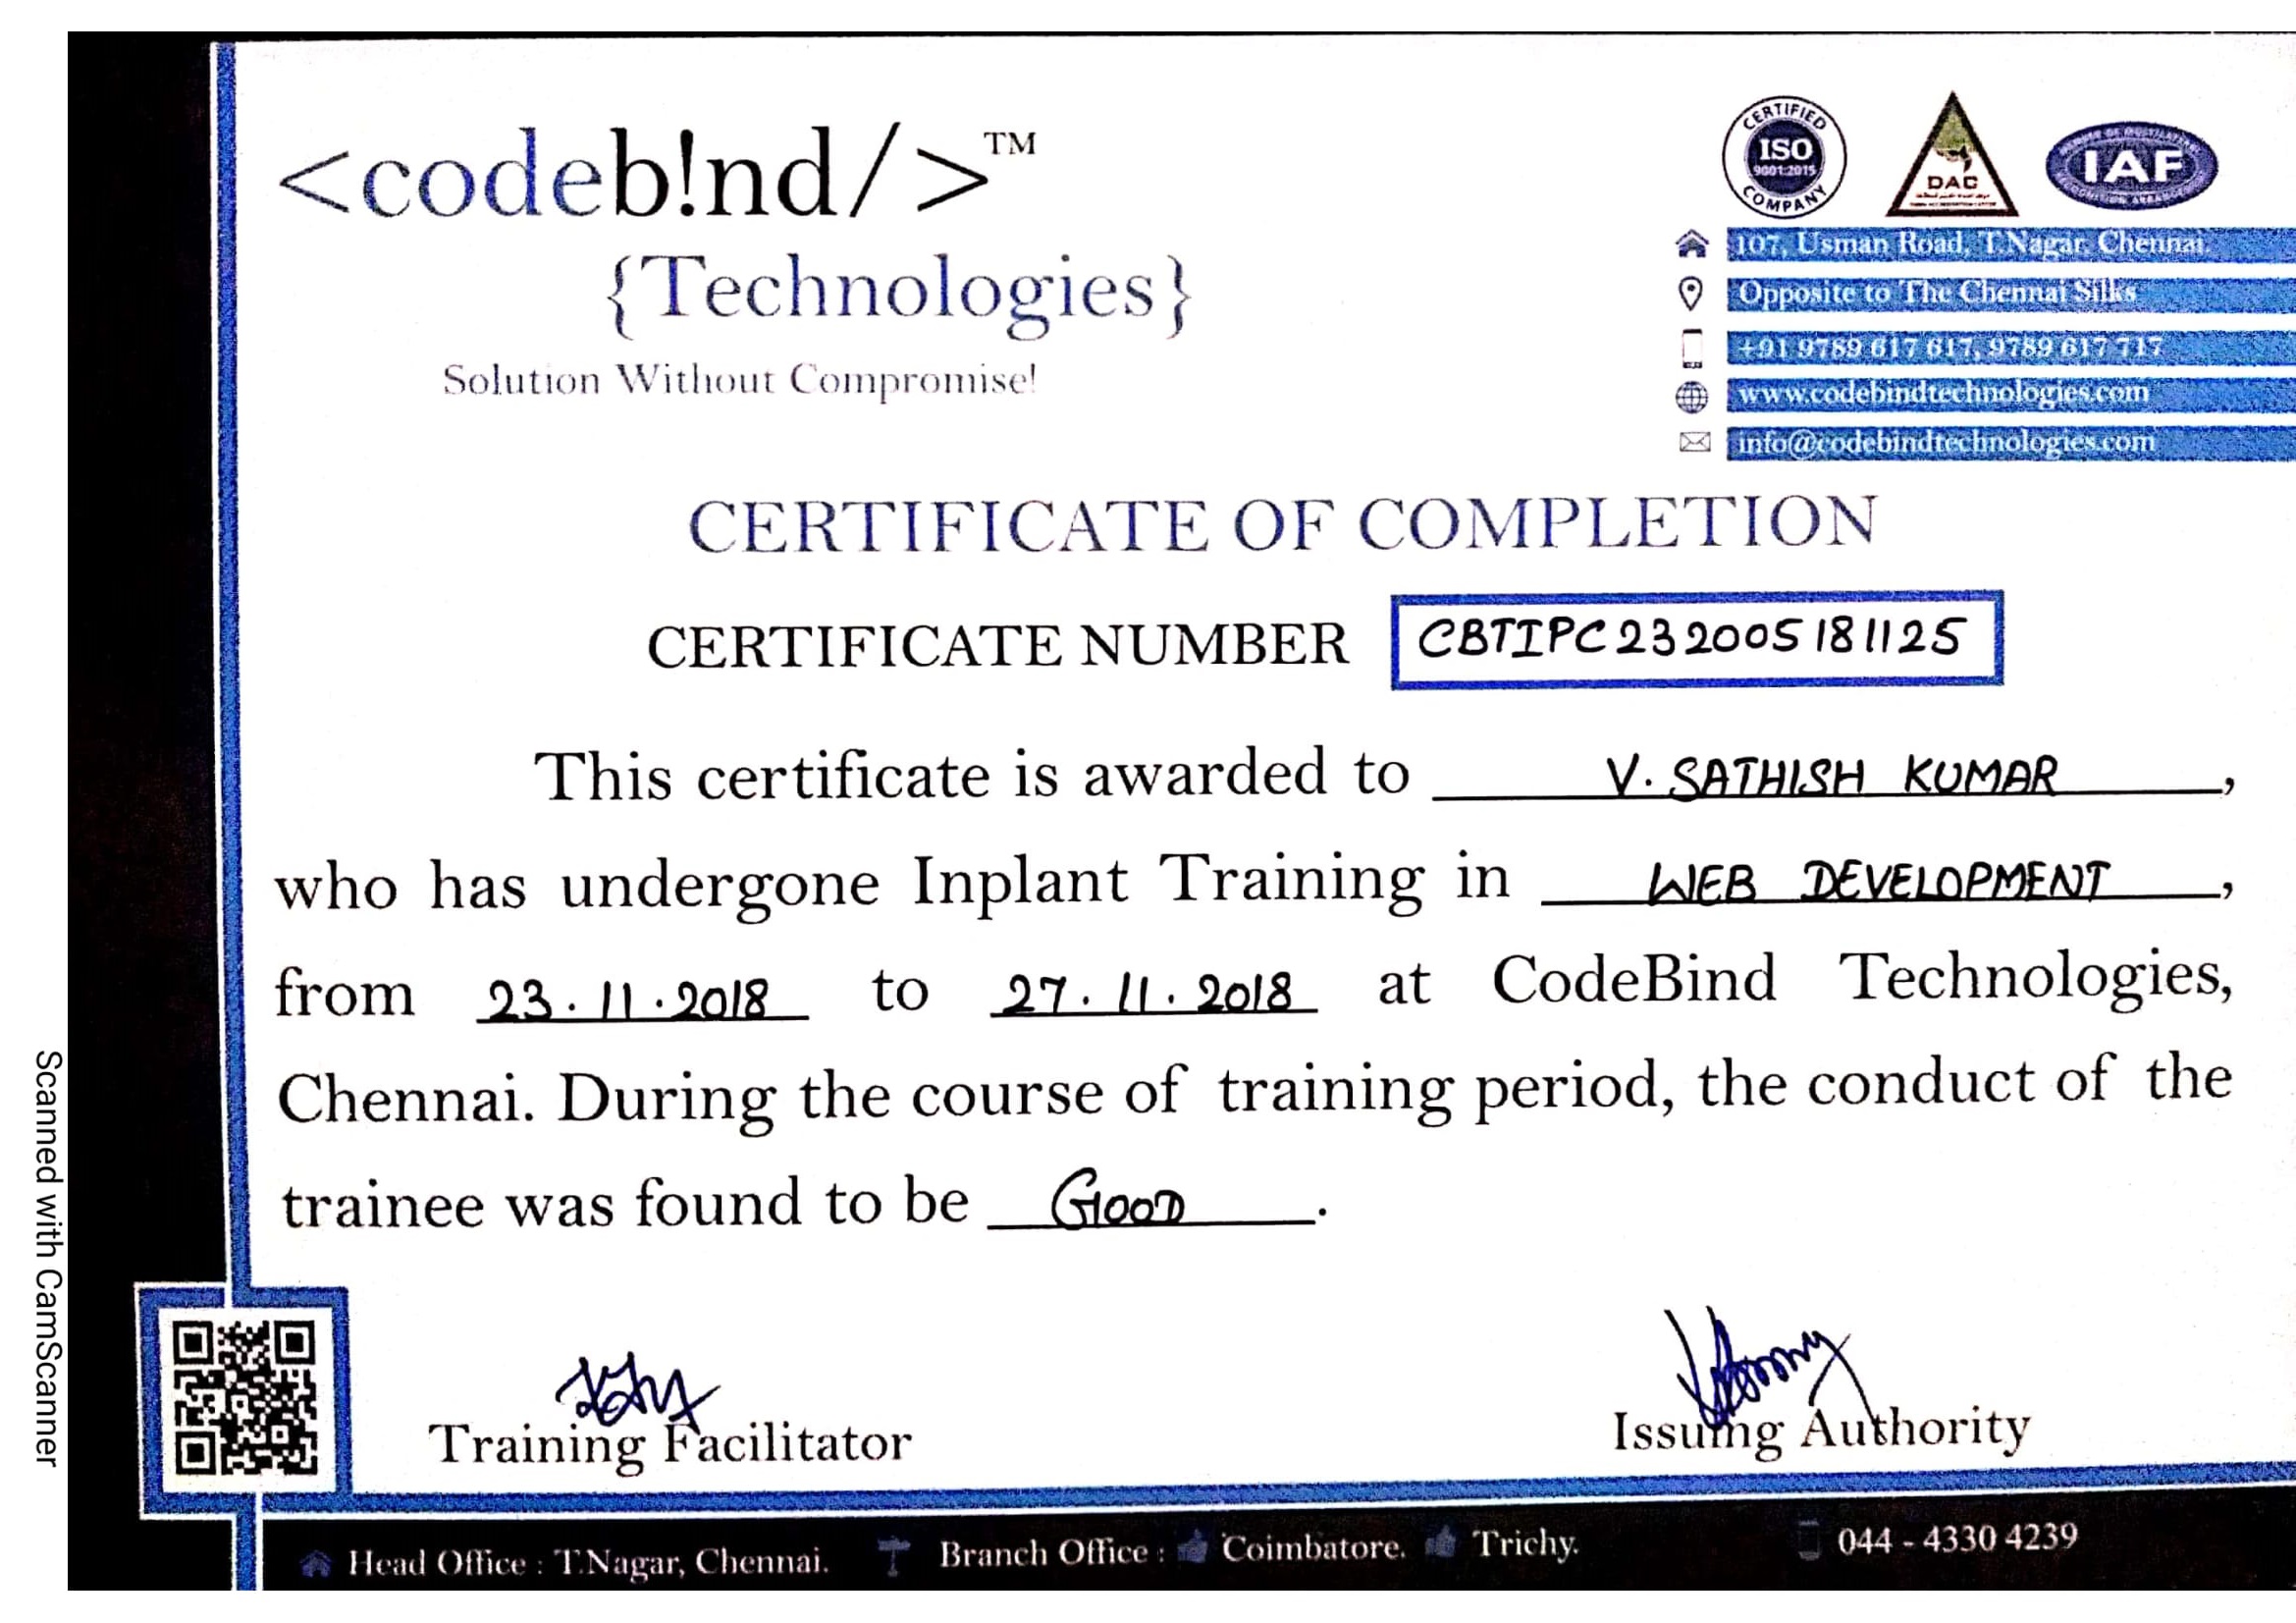 <codeb!nd/>™
{Technologies}
Solution Without Compromise!
CERTIFIED
ISO
9001:2015
COMPANY
DAC
IAF
107, Usman Road, T.Nagar, Chennai.
Opposite to The Chennai Silks
+91 9789 617 617, 9789 617 717
www.codebindtechnologies.com
info@codebindtechnologies.com
CERTIFICATE OF COMPLETION
CERTIFICATE NUMBER CBTIPC232005181125
This certificate is awarded to V. SATHISH KUMAR,
who has undergone Inplant Training in WEB DEVELOPMENT,
from 23.11.2018 to 27.11.2018 at CodeBind Technologies,
Chennai. During the course of training period, the conduct of the
trainee was found to be GOOD.
Training Facilitator
Issuing Authority
Head Office : T.Nagar, Chennai. Branch Office : Coimbatore. Trichy. 044 - 4330 4239
Scanned with CamScanner